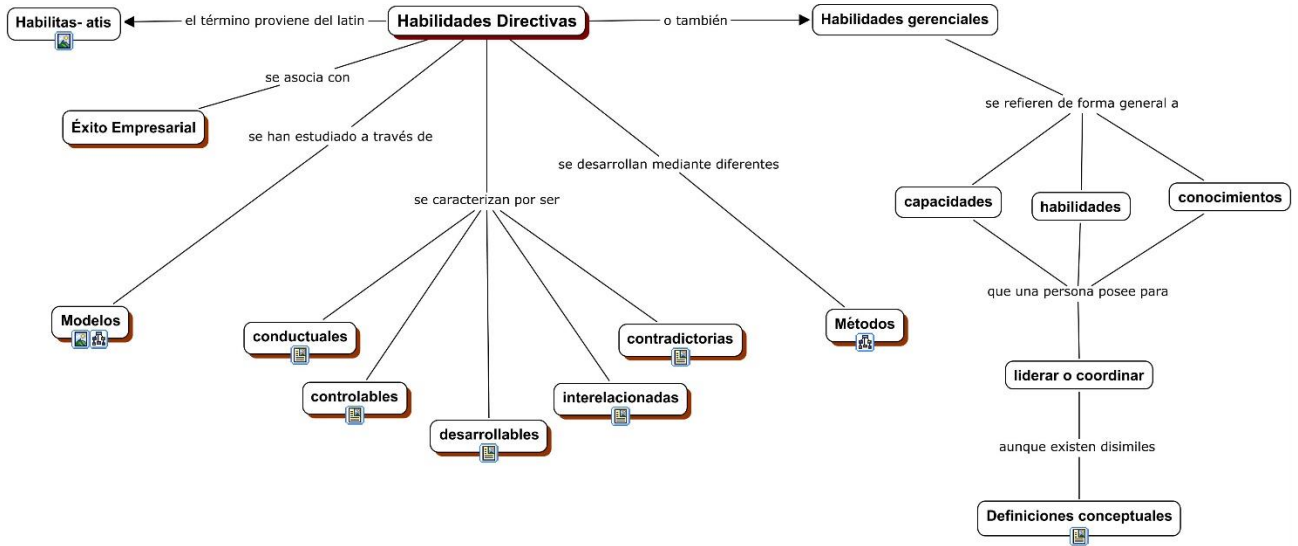 Habilitas- atis
el término proviene del latin
Habilidades Directivas
o también
Habilidades gerenciales
se asocia con
Éxito Empresarial
se han estudiado a través de
Modelos
se caracterizan por ser
conductuales
controlables
desarrollables
interelacionadas
contradictorias
se desarrollan mediante diferentes
Métodos
se refieren de forma general a
capacidades
habilidades
conocimientos
que una persona posee para
liderar o coordinar
aunque existen disimiles
Definiciones conceptuales